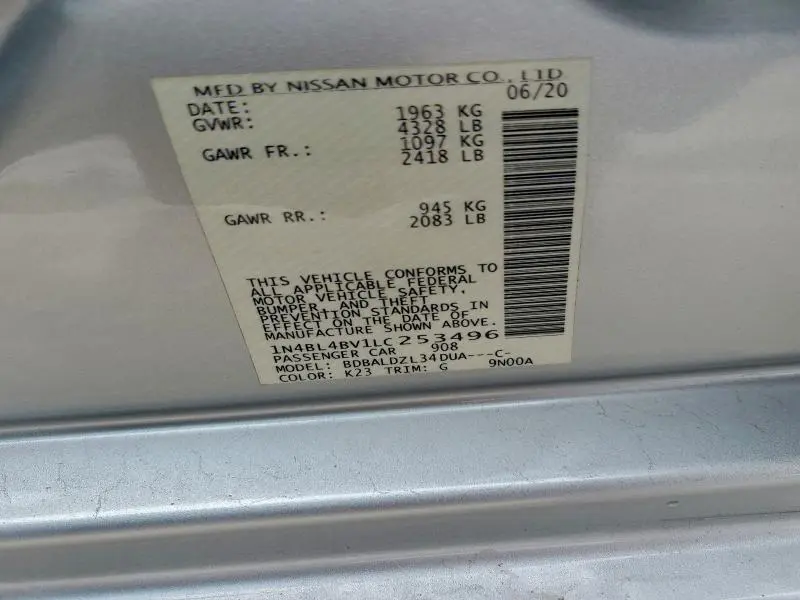 MFD BY NISSAN MOTOR CO., LTD
DATE: 06/20
GVWR: 1963 KG
4328 LB
GAWR FR.: 1097 KG
2418 LB
GAWR RR.: 945 KG
2083 LB
THIS VEHICLE CONFORMS TO
ALL APPLICABLE FEDERAL
MOTOR VEHICLE SAFETY,
BUMPER, AND THEFT
PREVENTION STANDARDS IN
EFFECT ON THE DATE OF
MANUFACTURE SHOWN ABOVE.
1N4BL4BV1LC253496
PASSENGER CAR 908
MODEL: BDBALDZL34DUA---C-
COLOR: K23 TRIM: G 9N00A